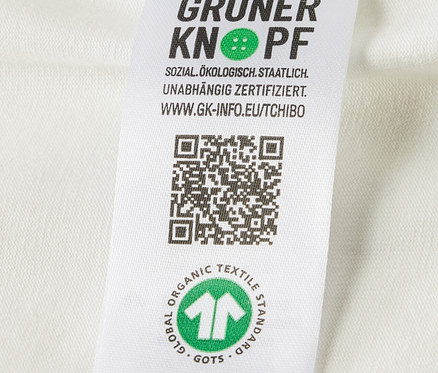 GRÜNER
KNOPF
SOZIAL. ÖKOLOGISCH. STAATLICH.
UNABHÄNGIG ZERTIFIZIERT.
WWW.GK-INFO.EU/TCHIBO
GLOBAL ORGANIC TEXTILE STANDARD
· GOTS ·